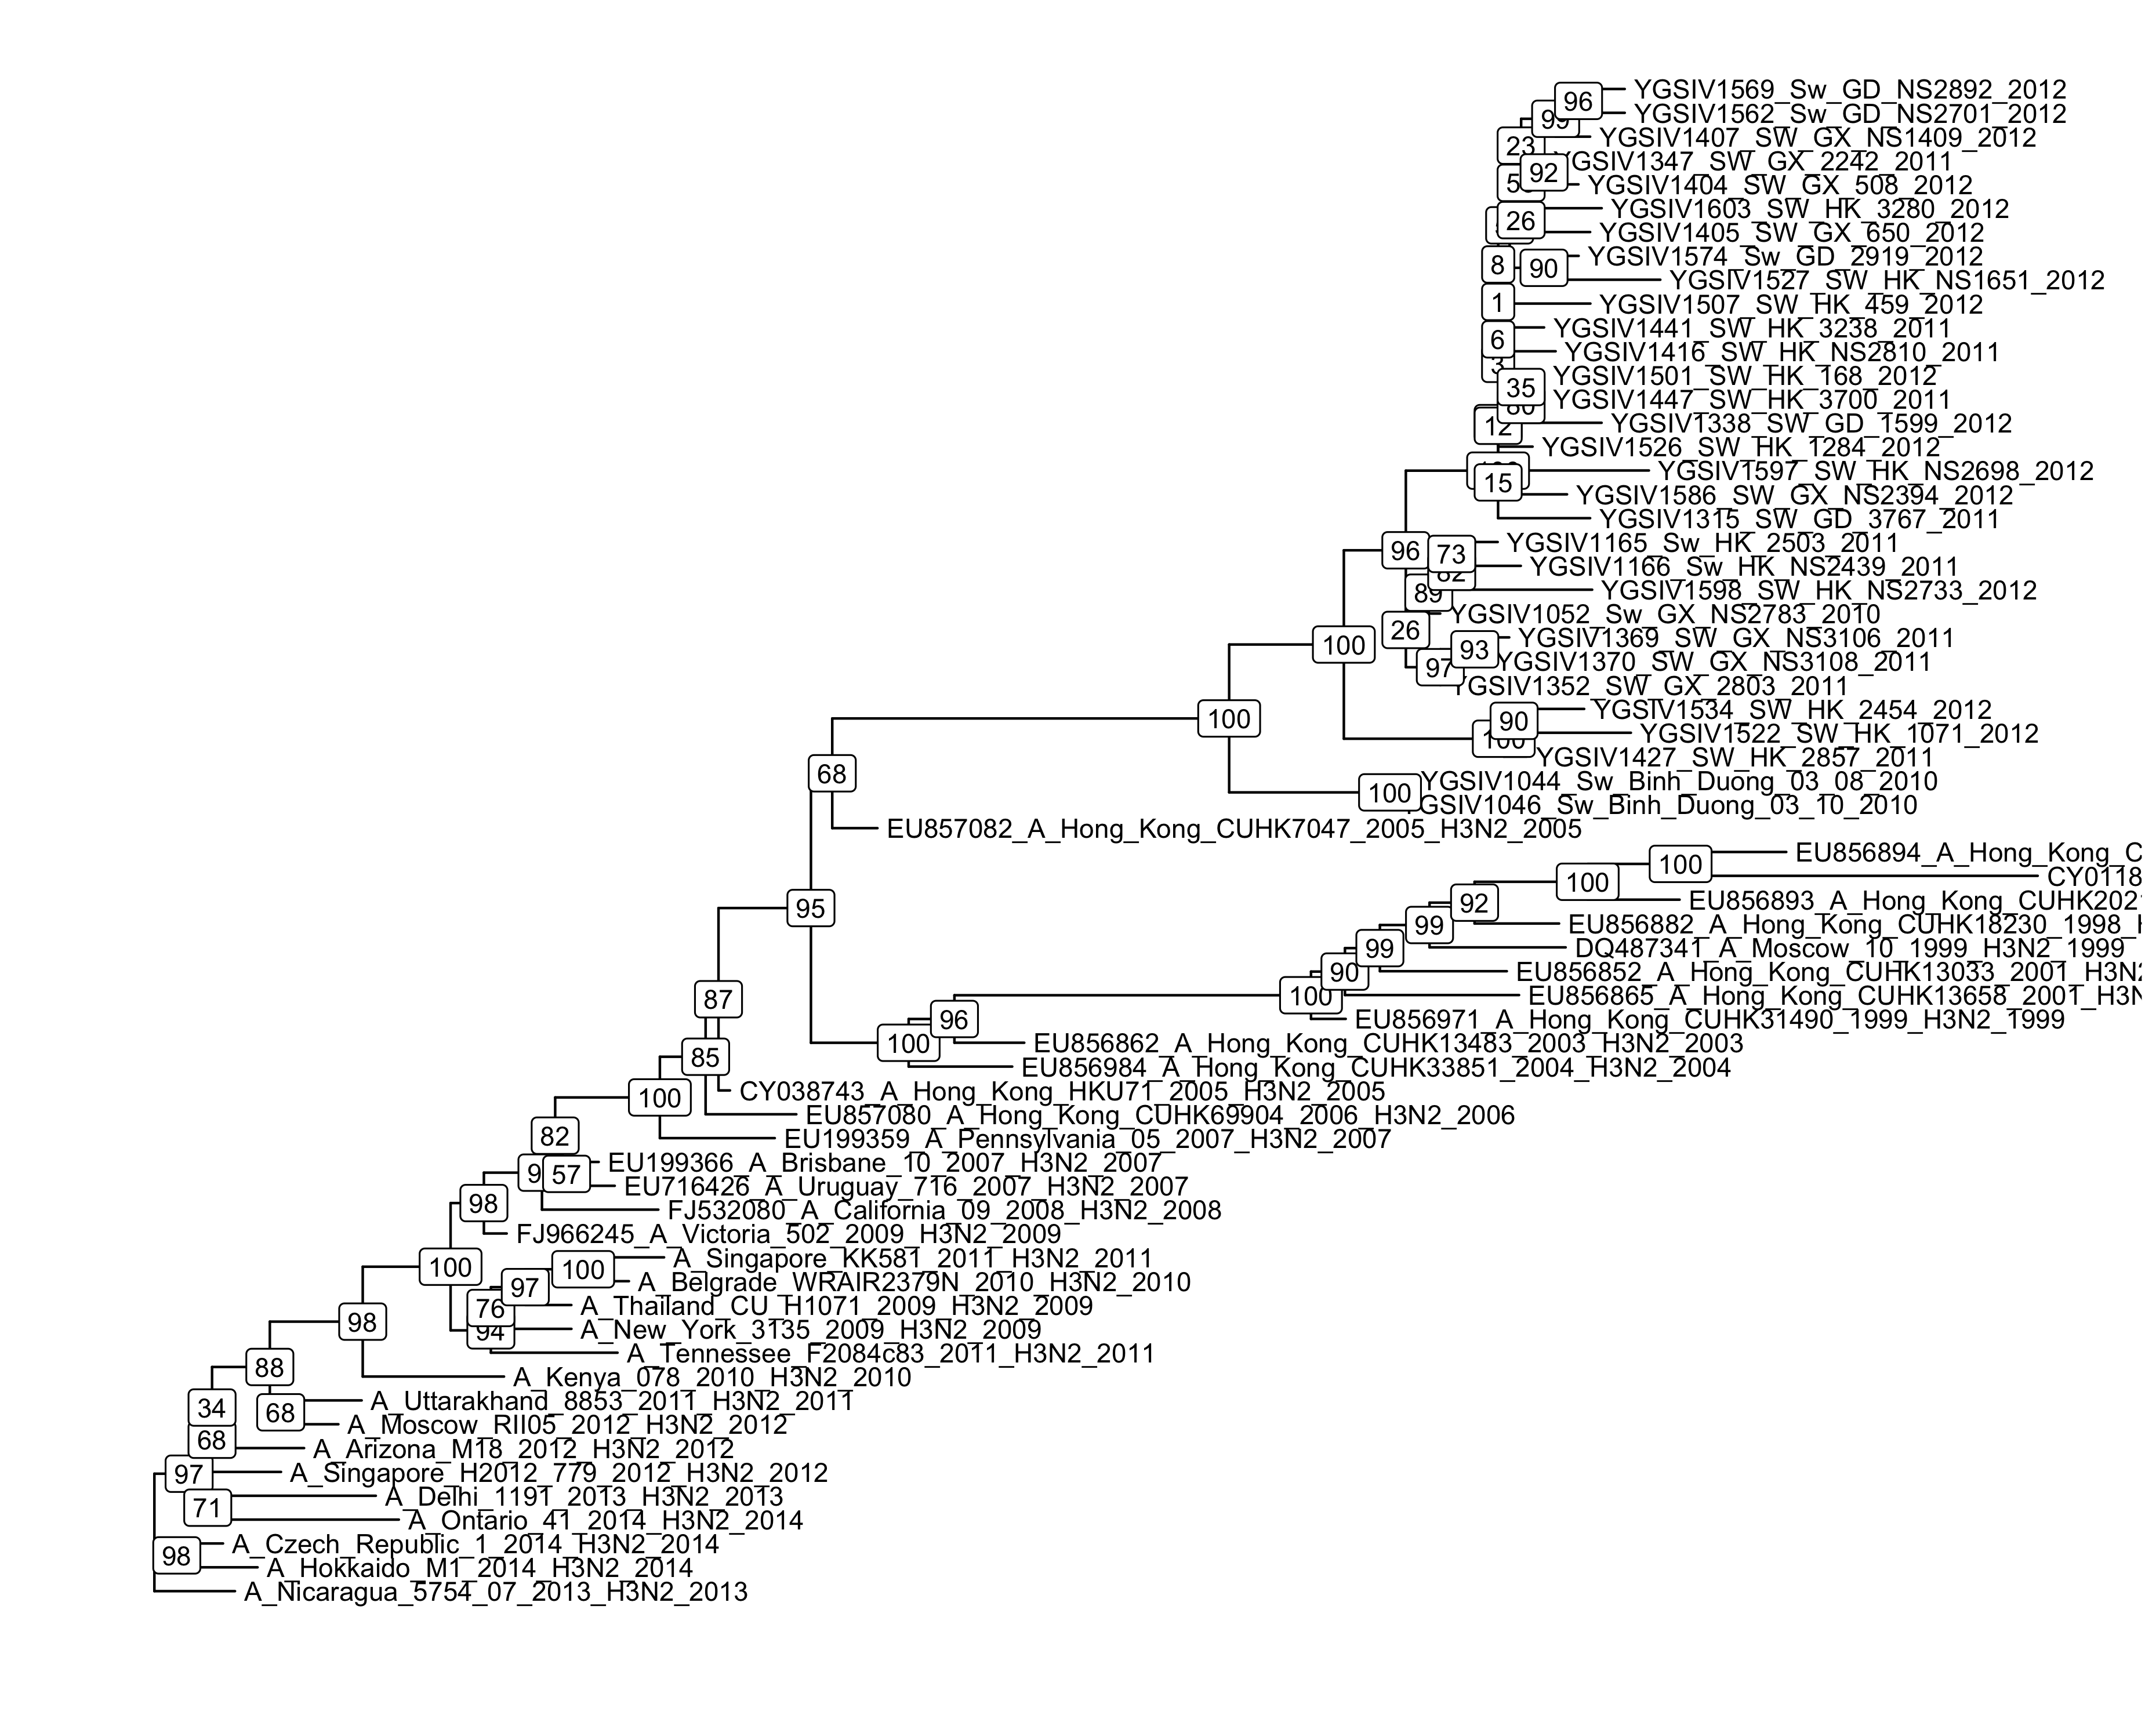 YGSIV1569_Sw_GD_NS2892_2012
96
YGSIV1562_Sw_GD_NS2701_2012
YGSIV1407_SW_GX_NS1409_2012
23
YGSIV1347_SW_GX_2242_2011
92
YGSIV1404_SW_GX_508_2012
YGSIV1603_SW_HK_3280_2012
26
YGSIV1405_SW_GX_650_2012
YGSIV1574_Sw_GD_2919_2012
8
90
YGSIV1527_SW_HK_NS1651_2012
1
YGSIV1507_SW_HK_459_2012
YGSIV1441_SW_HK_3238_2011
6
YGSIV1416_SW_HK_NS2810_2011
YGSIV1501_SW_HK_168_2012
35
YGSIV1447_SW_HK_3700_2011
YGSIV1338_SW_GD_1599_2012
12
YGSIV1526_SW_HK_1284_2012
YGSIV1597_SW_HK_NS2698_2012
15
YGSIV1586_SW_GX_NS2394_2012
YGSIV1315_SW_GD_3767_2011
YGSIV1165_Sw_HK_2503_2011
96
73
YGSIV1166_Sw_HK_NS2439_2011
82
YGSIV1598_SW_HK_NS2733_2012
89
YGSIV1052_Sw_GX_NS2783_2010
26
YGSIV1369_SW_GX_NS3106_2011
100
93
YGSIV1370_SW_GX_NS3108_2011
97
YGSIV1352_SW_GX_2803_2011
YGSIV1534_SW_HK_2454_2012
100
90
YGSIV1522_SW_HK_1071_2012
100
YGSIV1427_SW_HK_2857_2011
68
YGSIV1044_Sw_Binh_Duong_03_08_2010
100
GSIV1046_Sw_Binh_Duong_03_10_2010
EU857082_A_Hong_Kong_CUHK7047_2005_H3N2_2005
EU856894_A_Hong_Kong_C
100
CY0118
100
EU856893_A_Hong_Kong_CUHK202
92
95
EU856882_A_Hong_Kong_CUHK18230_1998_H
99
DQ487341_A_Moscow_10_1999_H3N2_1999
99
EU856852_A_Hong_Kong_CUHK13033_2001_H3N
90
EU856865_A_Hong_Kong_CUHK13658_2001_H3N
100
87
EU856971_A_Hong_Kong_CUHK31490_1999_H3N2_1999
96
EU856862_A_Hong_Kong_CUHK13483_2003_H3N2_2003
100
85
EU856984_A_Hong_Kong_CUHK33851_2004_H3N2_2004
CY038743_A_Hong_Kong_HKU71_2005_H3N2_2005
100
EU857080_A_Hong_Kong_CUHK69904_2006_H3N2_2006
82
EU199359_A_Pennsylvania_05_2007_H3N2_2007
EU199366_A_Brisbane_10_2007_H3N2_2007
57
EU716426_A_Uruguay_716_2007_H3N2_2007
98
FJ532080_A_California_09_2008_H3N2_2008
FJ966245_A_Victoria_502_2009_H3N2_2009
A_Singapore_KK581_2011_H3N2_2011
100
100
A_Belgrade_WRAIR2379N_2010_H3N2_2010
97
A_Thailand_CU_H1071_2009_H3N2_2009
76
98
A_New_York_3135_2009_H3N2_2009
94
A_Tennessee_F2084c83_2011_H3N2_2011
88
A_Kenya_078_2010_H3N2_2010
A_Uttarakhand_8853_2011_H3N2_2011
34
68
A_Moscow_RII05_2012_H3N2_2012
68
A_Arizona_M18_2012_H3N2_2012
97
A_Singapore_H2012_779_2012_H3N2_2012
A_Delhi_1191_2013_H3N2_2013
71
A_Ontario_41_2014_H3N2_2014
A_Czech_Republic_1_2014_H3N2_2014
98
A_Hokkaido_M1_2014_H3N2_2014
A_Nicaragua_5754_07_2013_H3N2_2013